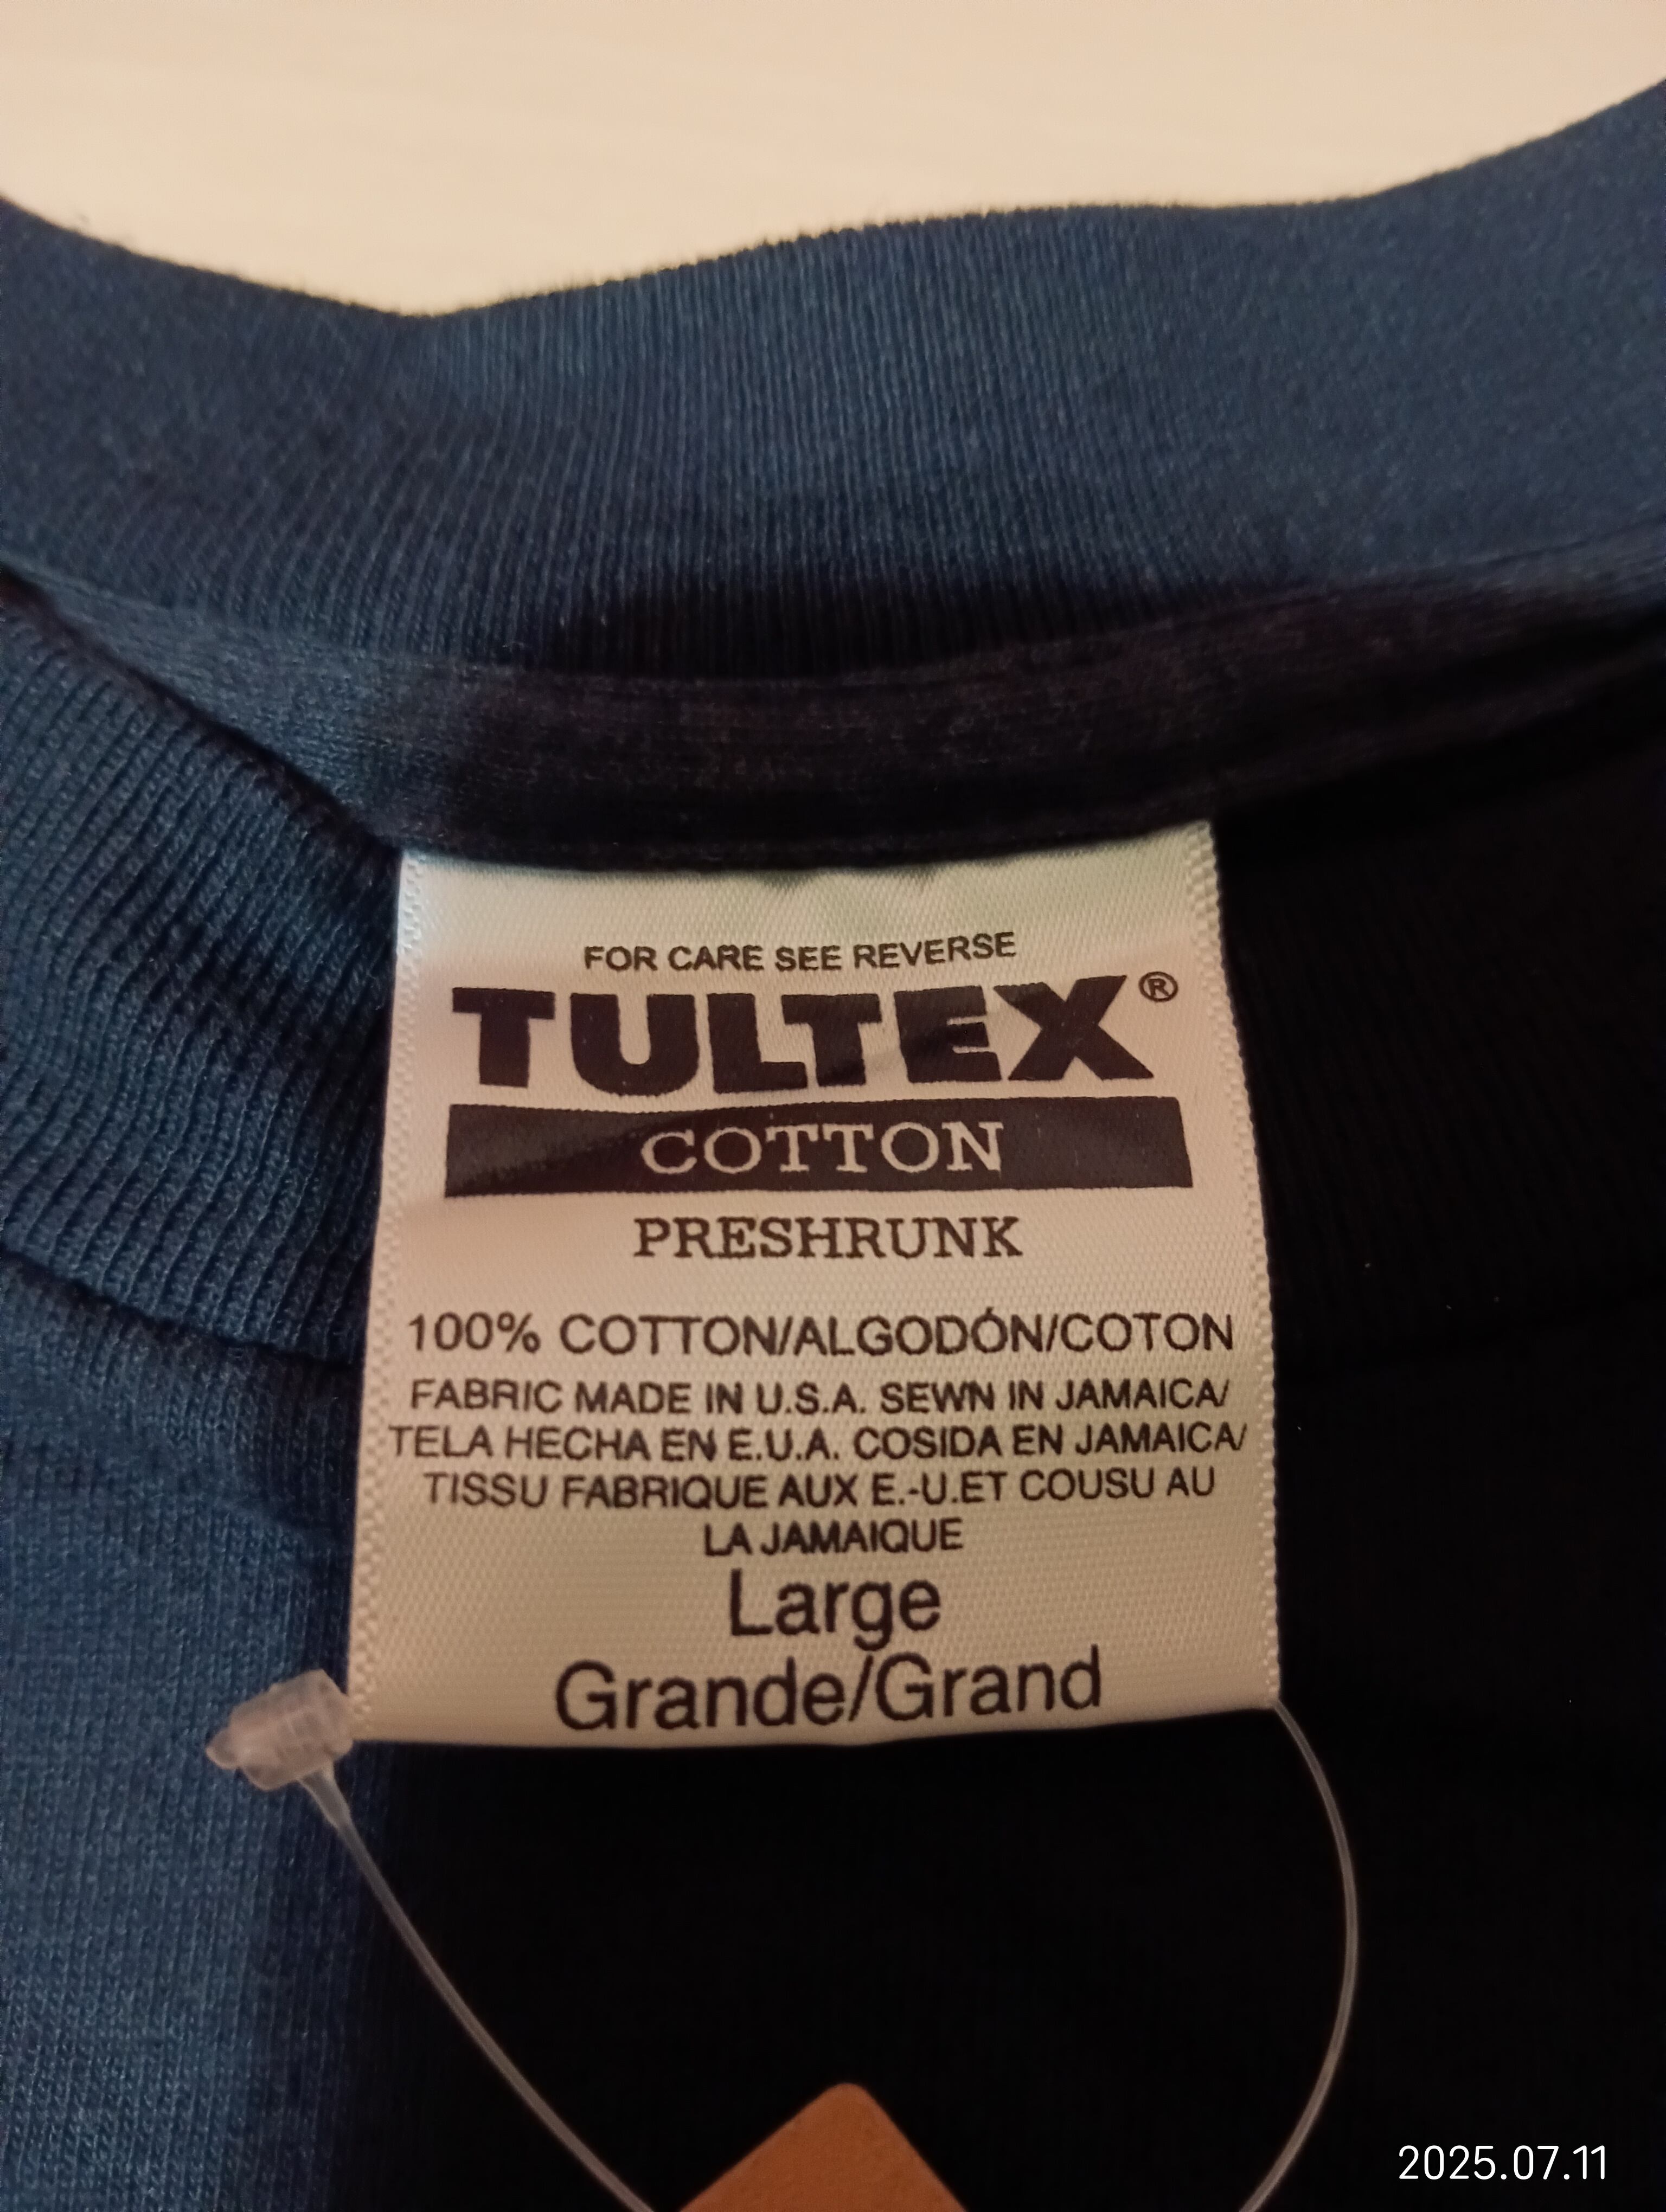 FOR CARE SEE REVERSE
TULTEX®
COTTON
PRESHRUNK
100% COTTON/ALGODÓN/COTON
FABRIC MADE IN U.S.A. SEWN IN JAMAICA/
TELA HECHA EN E.U.A. COSIDA EN JAMAICA/
TISSU FABRIQUE AUX E.-U.ET COUSU AU
LA JAMAIQUE
Large
Grande/Grand
2025.07.11